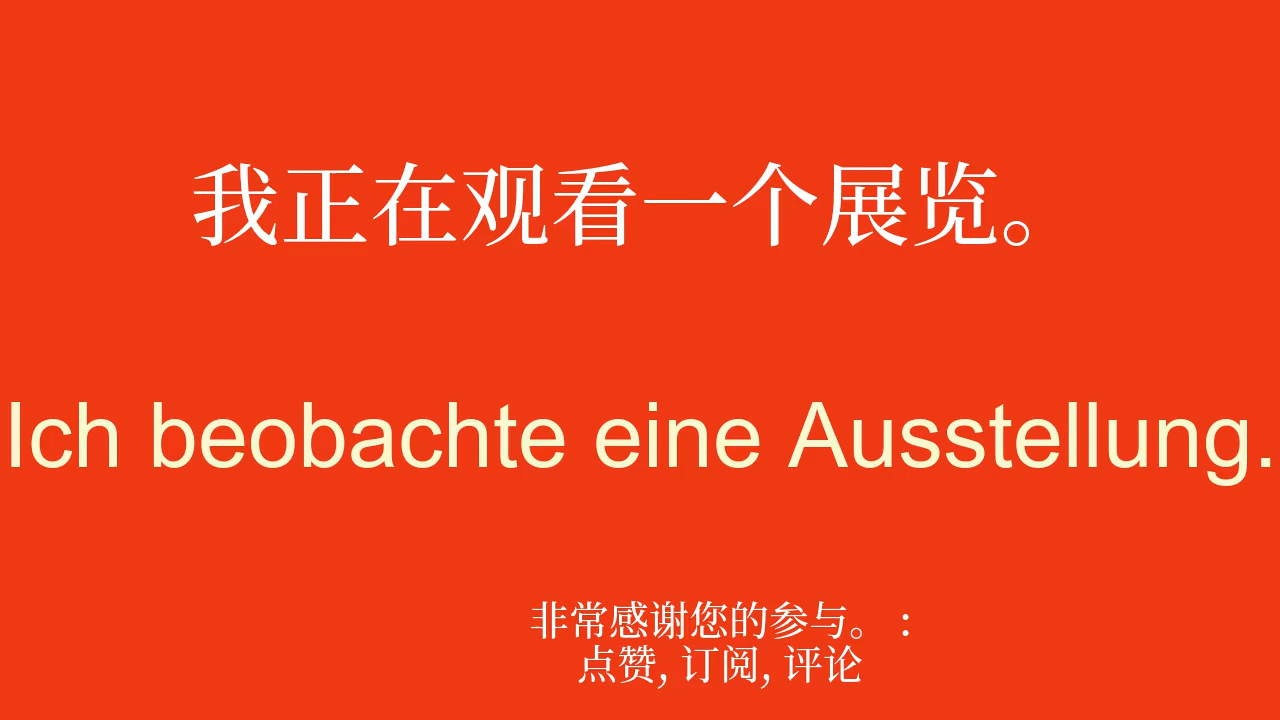 我正在观看一个展览。
Ich beobachte eine Ausstellung.
非常感谢您的参与。 :
点赞, 订阅, 评论